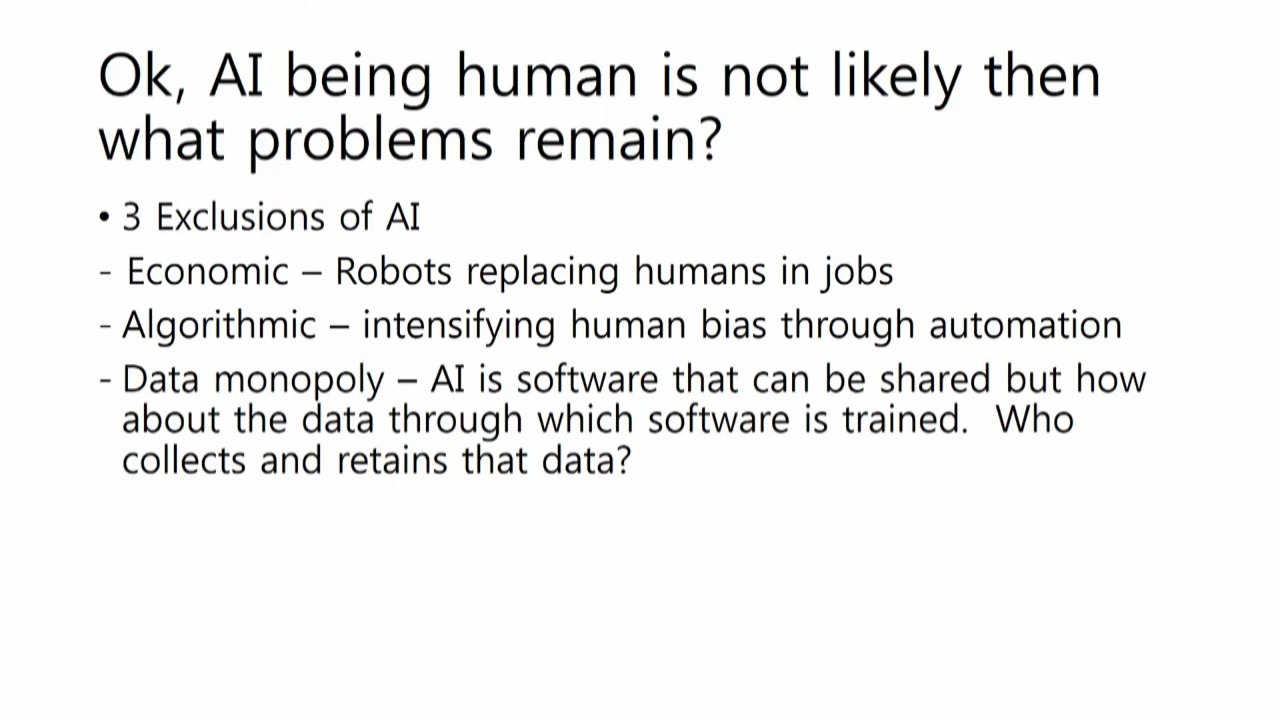 Ok, AI being human is not likely then
what problems remain?
• 3 Exclusions of AI
- Economic – Robots replacing humans in jobs
- Algorithmic – intensifying human bias through automation
- Data monopoly – AI is software that can be shared but how
about the data through which software is trained.  Who
collects and retains that data?